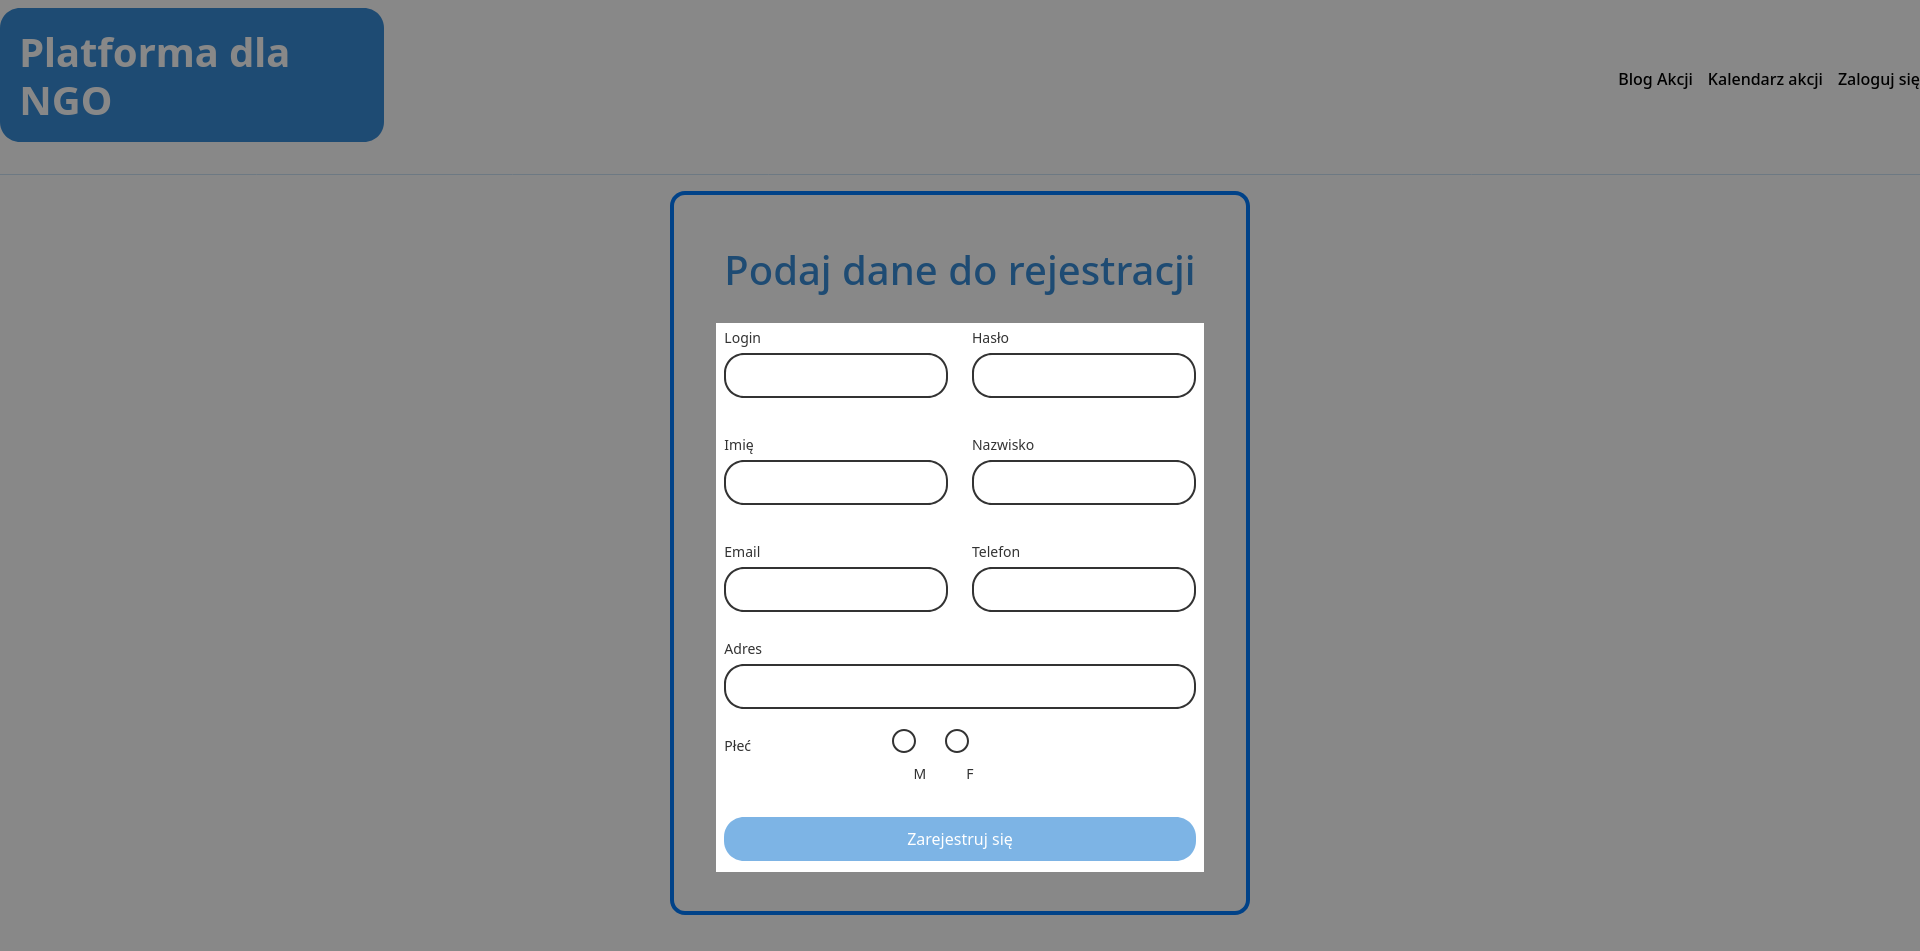 Platforma dla
NGO
Blog Akcji Kalendarz akcji Zaloguj się
Podaj dane do rejestracji
Login Hasło
Imię Nazwisko
Email Telefon
Adres
Płeć
M F
Zarejestruj się